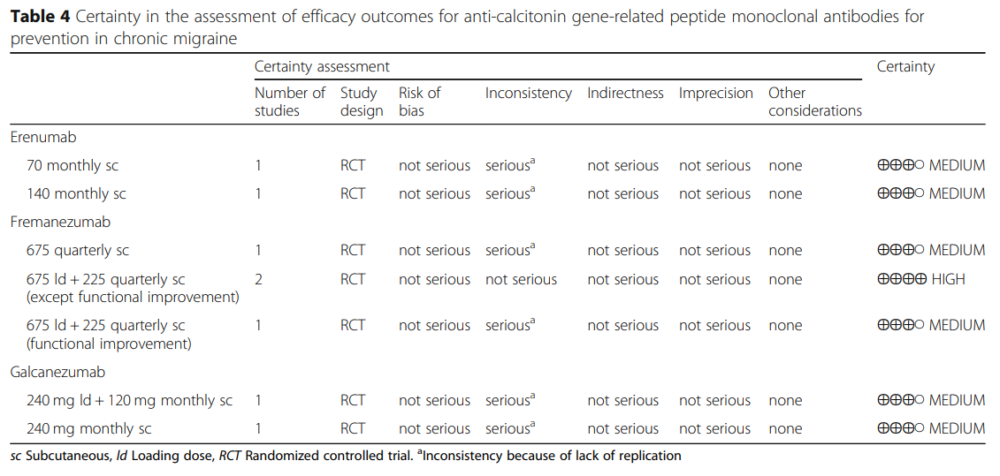 Table 4 Certainty in the assessment of efficacy outcomes for anti-calcitonin gene-related peptide monoclonal antibodies for
prevention in chronic migraine
Certainty assessment Certainty
Number of studies Study design Risk of bias Inconsistency Indirectness Imprecision Other considerations
Erenumab
70 monthly sc 1 RCT not serious seriousᵃ not serious not serious none ⊕⊕⊕○ MEDIUM
140 monthly sc 1 RCT not serious seriousᵃ not serious not serious none ⊕⊕⊕○ MEDIUM
Fremanezumab
675 quarterly sc 1 RCT not serious seriousᵃ not serious not serious none ⊕⊕⊕○ MEDIUM
675 ld + 225 quarterly sc 2 RCT not serious not serious not serious not serious none ⊕⊕⊕⊕ HIGH
(except functional improvement)
675 ld + 225 quarterly sc 1 RCT not serious seriousᵃ not serious not serious none ⊕⊕⊕○ MEDIUM
(functional improvement)
Galcanezumab
240 mg ld + 120 mg monthly sc 1 RCT not serious seriousᵃ not serious not serious none ⊕⊕⊕○ MEDIUM
240 mg monthly sc 1 RCT not serious seriousᵃ not serious not serious none ⊕⊕⊕○ MEDIUM
sc Subcutaneous, ld Loading dose, RCT Randomized controlled trial. ᵃInconsistency because of lack of replication